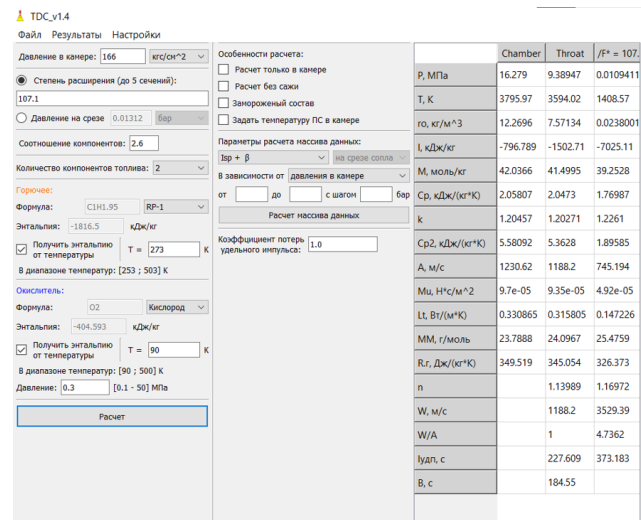 TDC_v1.4
Файл Результаты Настройки
Давление в камере: 166 кгс/см^2
Степень расширения (до 5 сечений):
107.1
Давление на срезе 0.01312 бар
Соотношение компонентов: 2.6
Количество компонентов топлива: 2
Горючее:
Формула: C1H1.95 RP-1
Энтальпия: -1816.5 кДж/кг
Получить энтальпию от температуры T = 273 K
В диапазоне температур: [253 ; 503] K
Окислитель:
Формула: O2 Кислород
Энтальпия: -404.593 кДж/кг
Получить энтальпию от температуры T = 90 K
В диапазоне температур: [90 ; 500] K
Давление: 0.3 [0.1 - 50] МПа
Расчет
Особенности расчета:
Расчет только в камере
Расчет без сажи
Замороженый состав
Задать температуру ПС в камере
Параметры расчета массива данных:
Isp + β на срезе сопла
В зависимости от давления в камере
от до с шагом бар
Расчет массива данных
Коэффициент потерь удельного импульса: 1.0
Chamber Throat /F* = 107.
P, МПа 16.279 9.38947 0.0109411
T, K 3795.97 3594.02 1408.57
ro, кг/м^3 12.2696 7.57134 0.0238001
I, кДж/кг -796.789 -1502.71 -7025.11
M, моль/кг 42.0366 41.4995 39.2528
Cp, кДж/(кг*К) 2.05807 2.0473 1.76987
k 1.20457 1.20271 1.2261
Cp2, кДж/(кг*К) 5.58092 5.3628 1.89585
A, м/с 1230.62 1188.2 745.194
Mu, Н*с/м^2 9.7e-05 9.35e-05 4.92e-05
Lt, Вт/(м*К) 0.330865 0.315805 0.147226
MM, г/моль 23.7888 24.0967 25.4759
R.г, Дж/(кг*К) 349.519 345.054 326.373
n 1.13989 1.16972
W, м/с 1188.2 3529.39
W/A 1 4.7362
Iудп, с 227.609 373.183
B, с 184.55